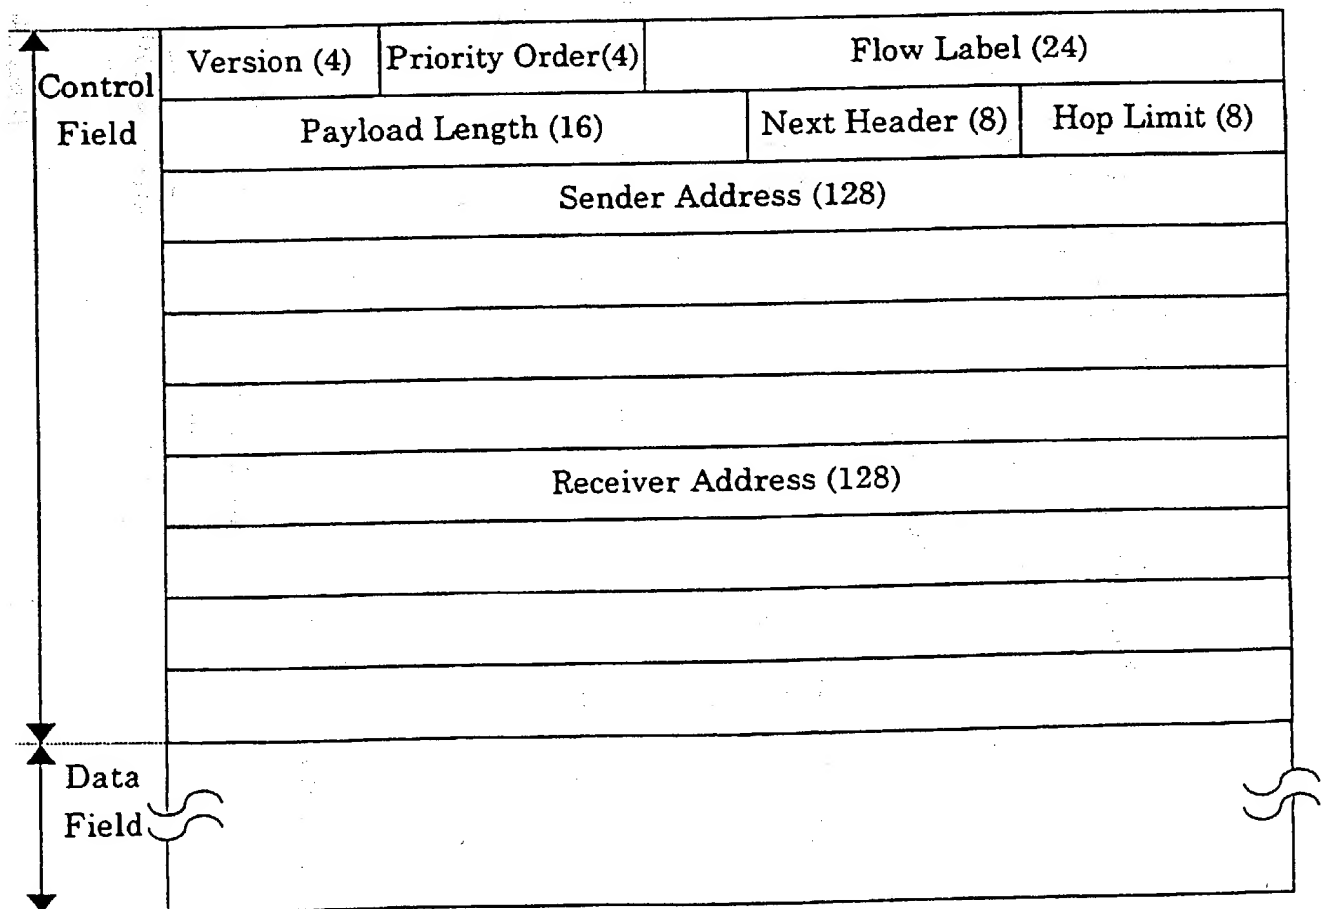 Control
Field
Version (4)
Priority Order(4)
Flow Label (24)
Payload Length (16)
Next Header (8)
Hop Limit (8)
Sender Address (128)
Receiver Address (128)
Data
Field